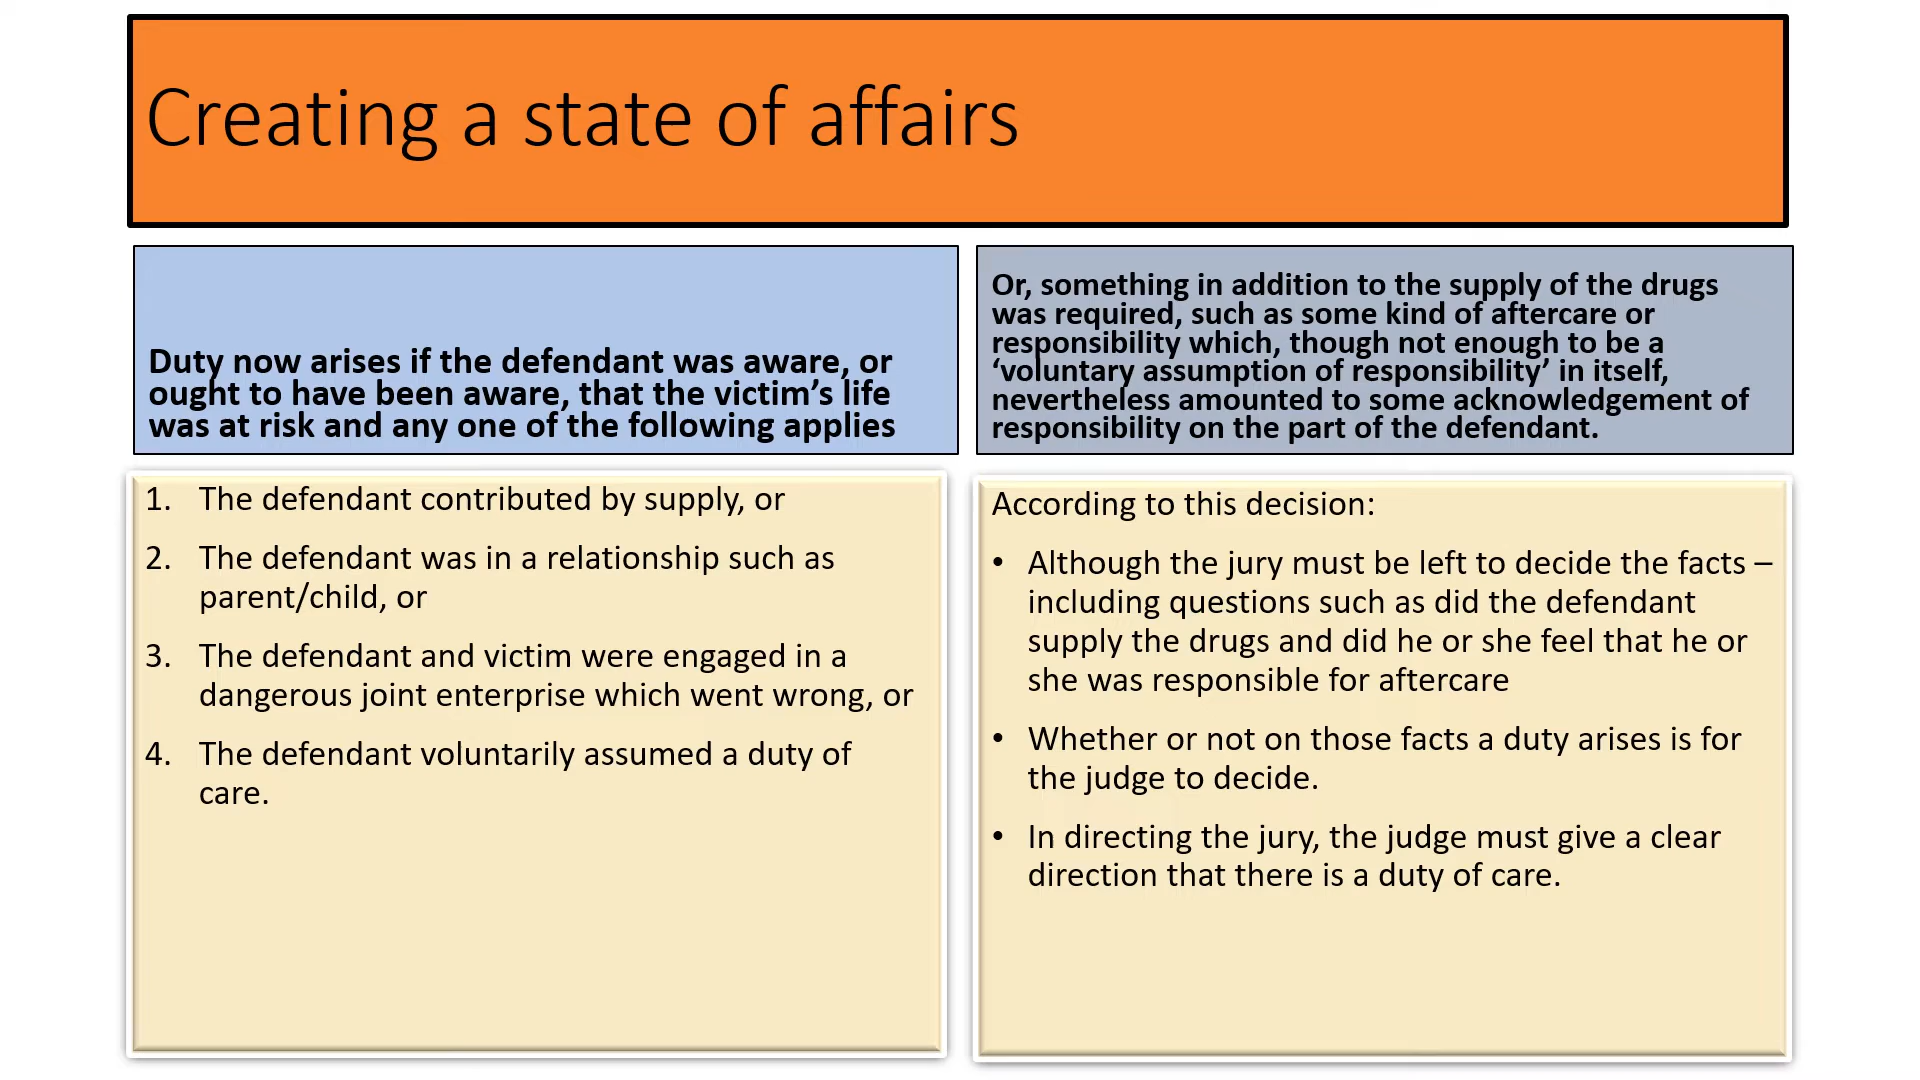 Creating a state of affairs
Duty now arises if the defendant was aware, or
ought to have been aware, that the victim’s life
was at risk and any one of the following applies
1. The defendant contributed by supply, or
2. The defendant was in a relationship such as
parent/child, or
3. The defendant and victim were engaged in a
dangerous joint enterprise which went wrong, or
4. The defendant voluntarily assumed a duty of
care.
Or, something in addition to the supply of the drugs
was required, such as some kind of aftercare or
responsibility which, though not enough to be a
‘voluntary assumption of responsibility’ in itself,
nevertheless amounted to some acknowledgement of
responsibility on the part of the defendant.
According to this decision:
• Although the jury must be left to decide the facts –
including questions such as did the defendant
supply the drugs and did he or she feel that he or
she was responsible for aftercare
• Whether or not on those facts a duty arises is for
the judge to decide.
• In directing the jury, the judge must give a clear
direction that there is a duty of care.